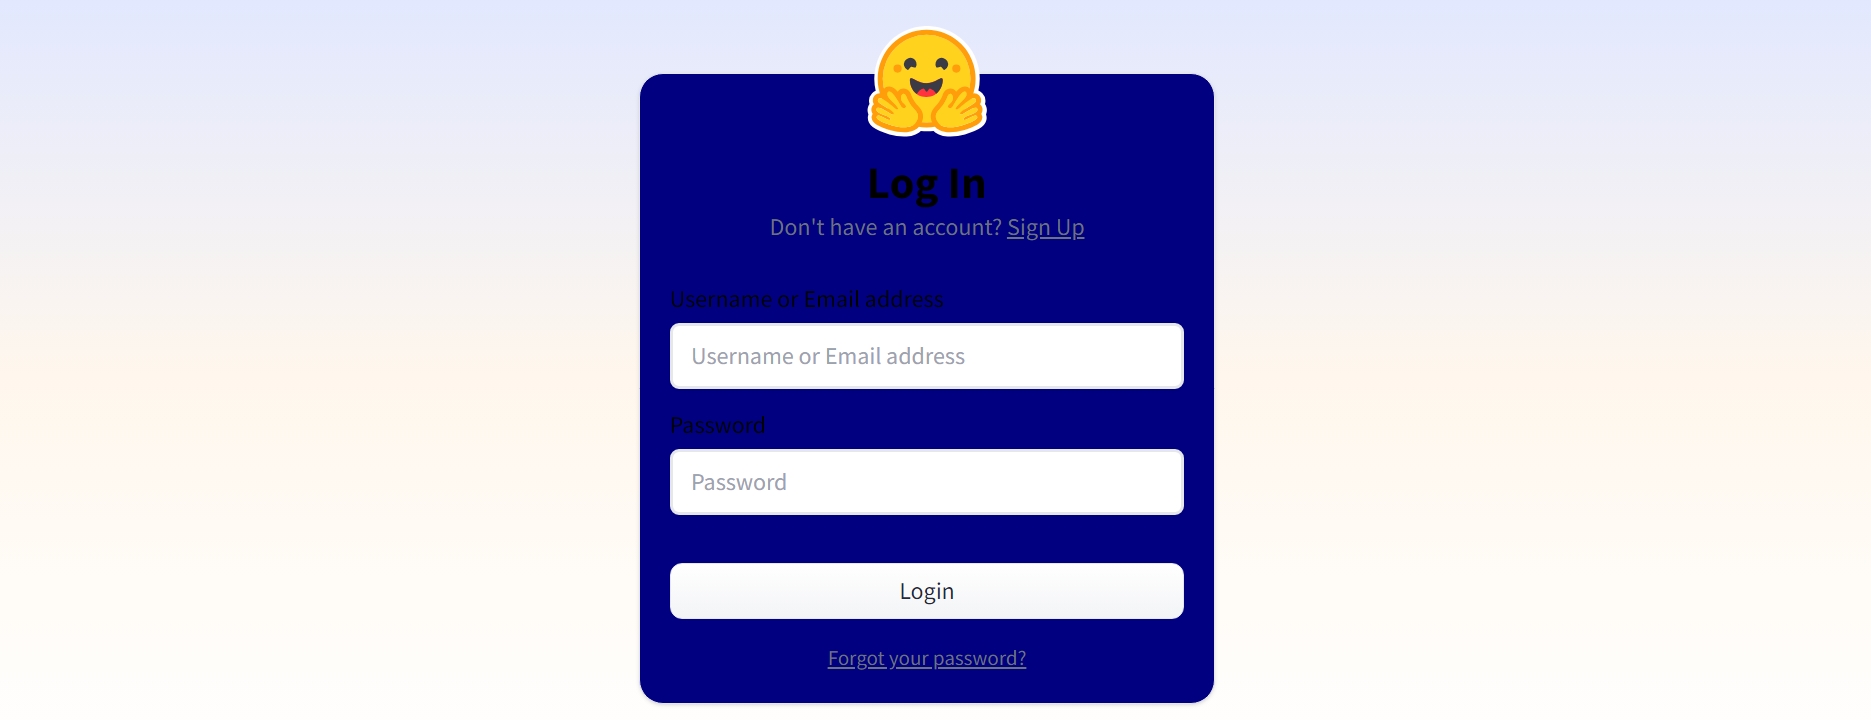 Log In
Don't have an account? Sign Up
Username or Email address
Username or Email address
Password
Password
Login
Forgot your password?